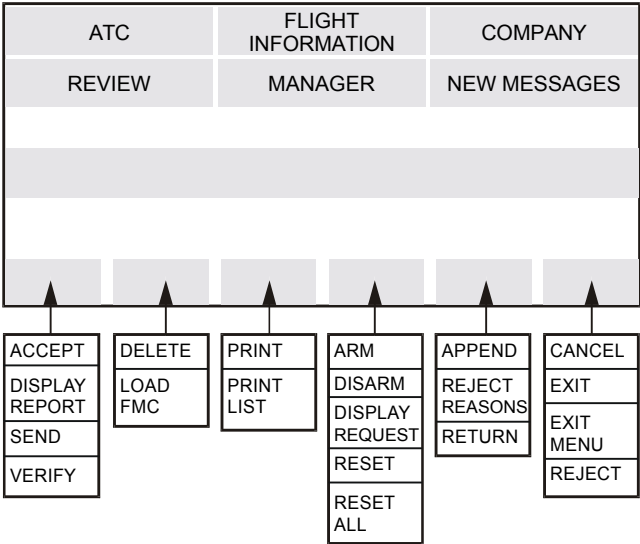 ATC
FLIGHT
INFORMATION
COMPANY
REVIEW
MANAGER
NEW MESSAGES
ACCEPT
DISPLAY
REPORT
SEND
VERIFY
DELETE
LOAD
FMC
PRINT
PRINT
LIST
ARM
DISARM
DISPLAY
REQUEST
RESET
RESET
ALL
APPEND
REJECT
REASONS
RETURN
CANCEL
EXIT
EXIT
MENU
REJECT